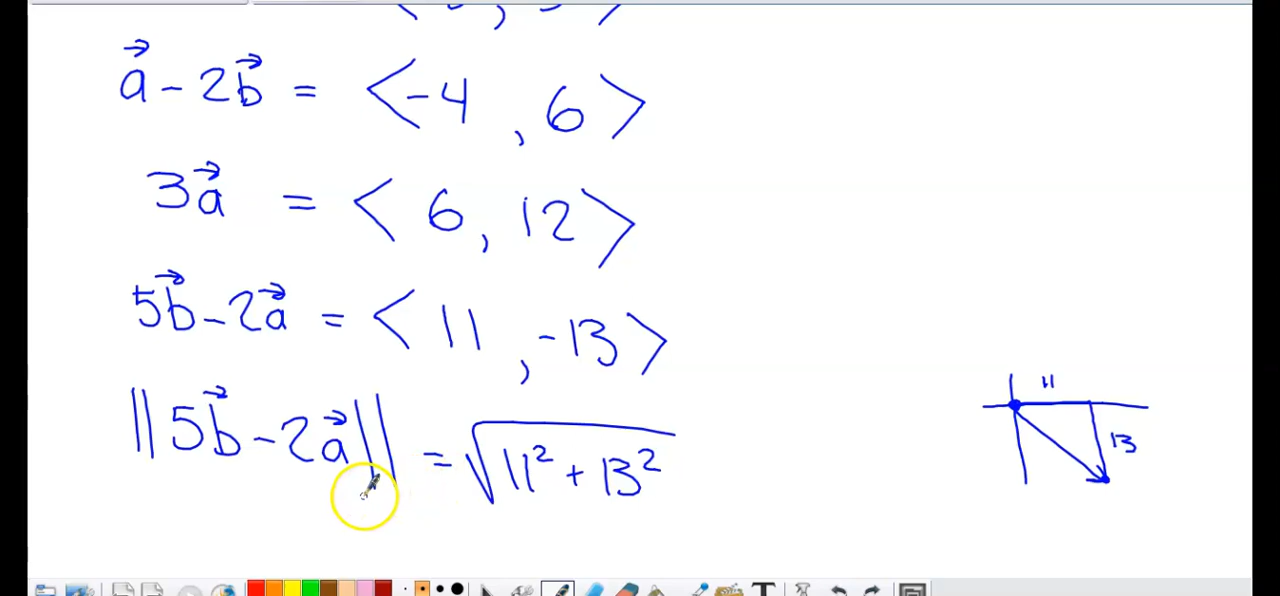 a⃗ - 2b⃗ = <-4, 6>
3a⃗ = <6, 12>
5b⃗ - 2a⃗ = <11, -13>
||5b⃗ - 2a⃗|| = √(11² + 13²)
11
13